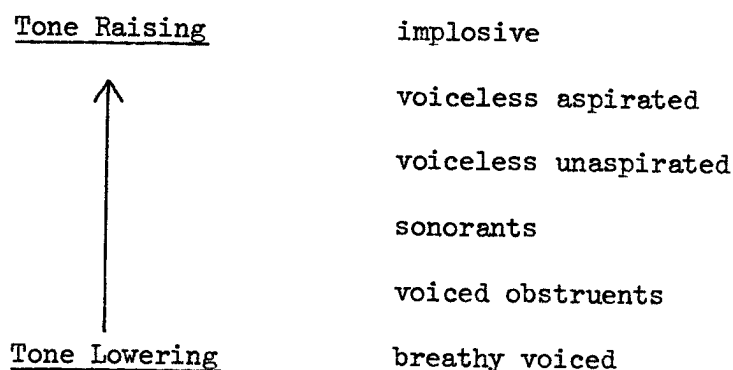 Tone Raising implosive
voiceless aspirated
voiceless unaspirated
sonorants
voiced obstruents
Tone Lowering breathy voiced